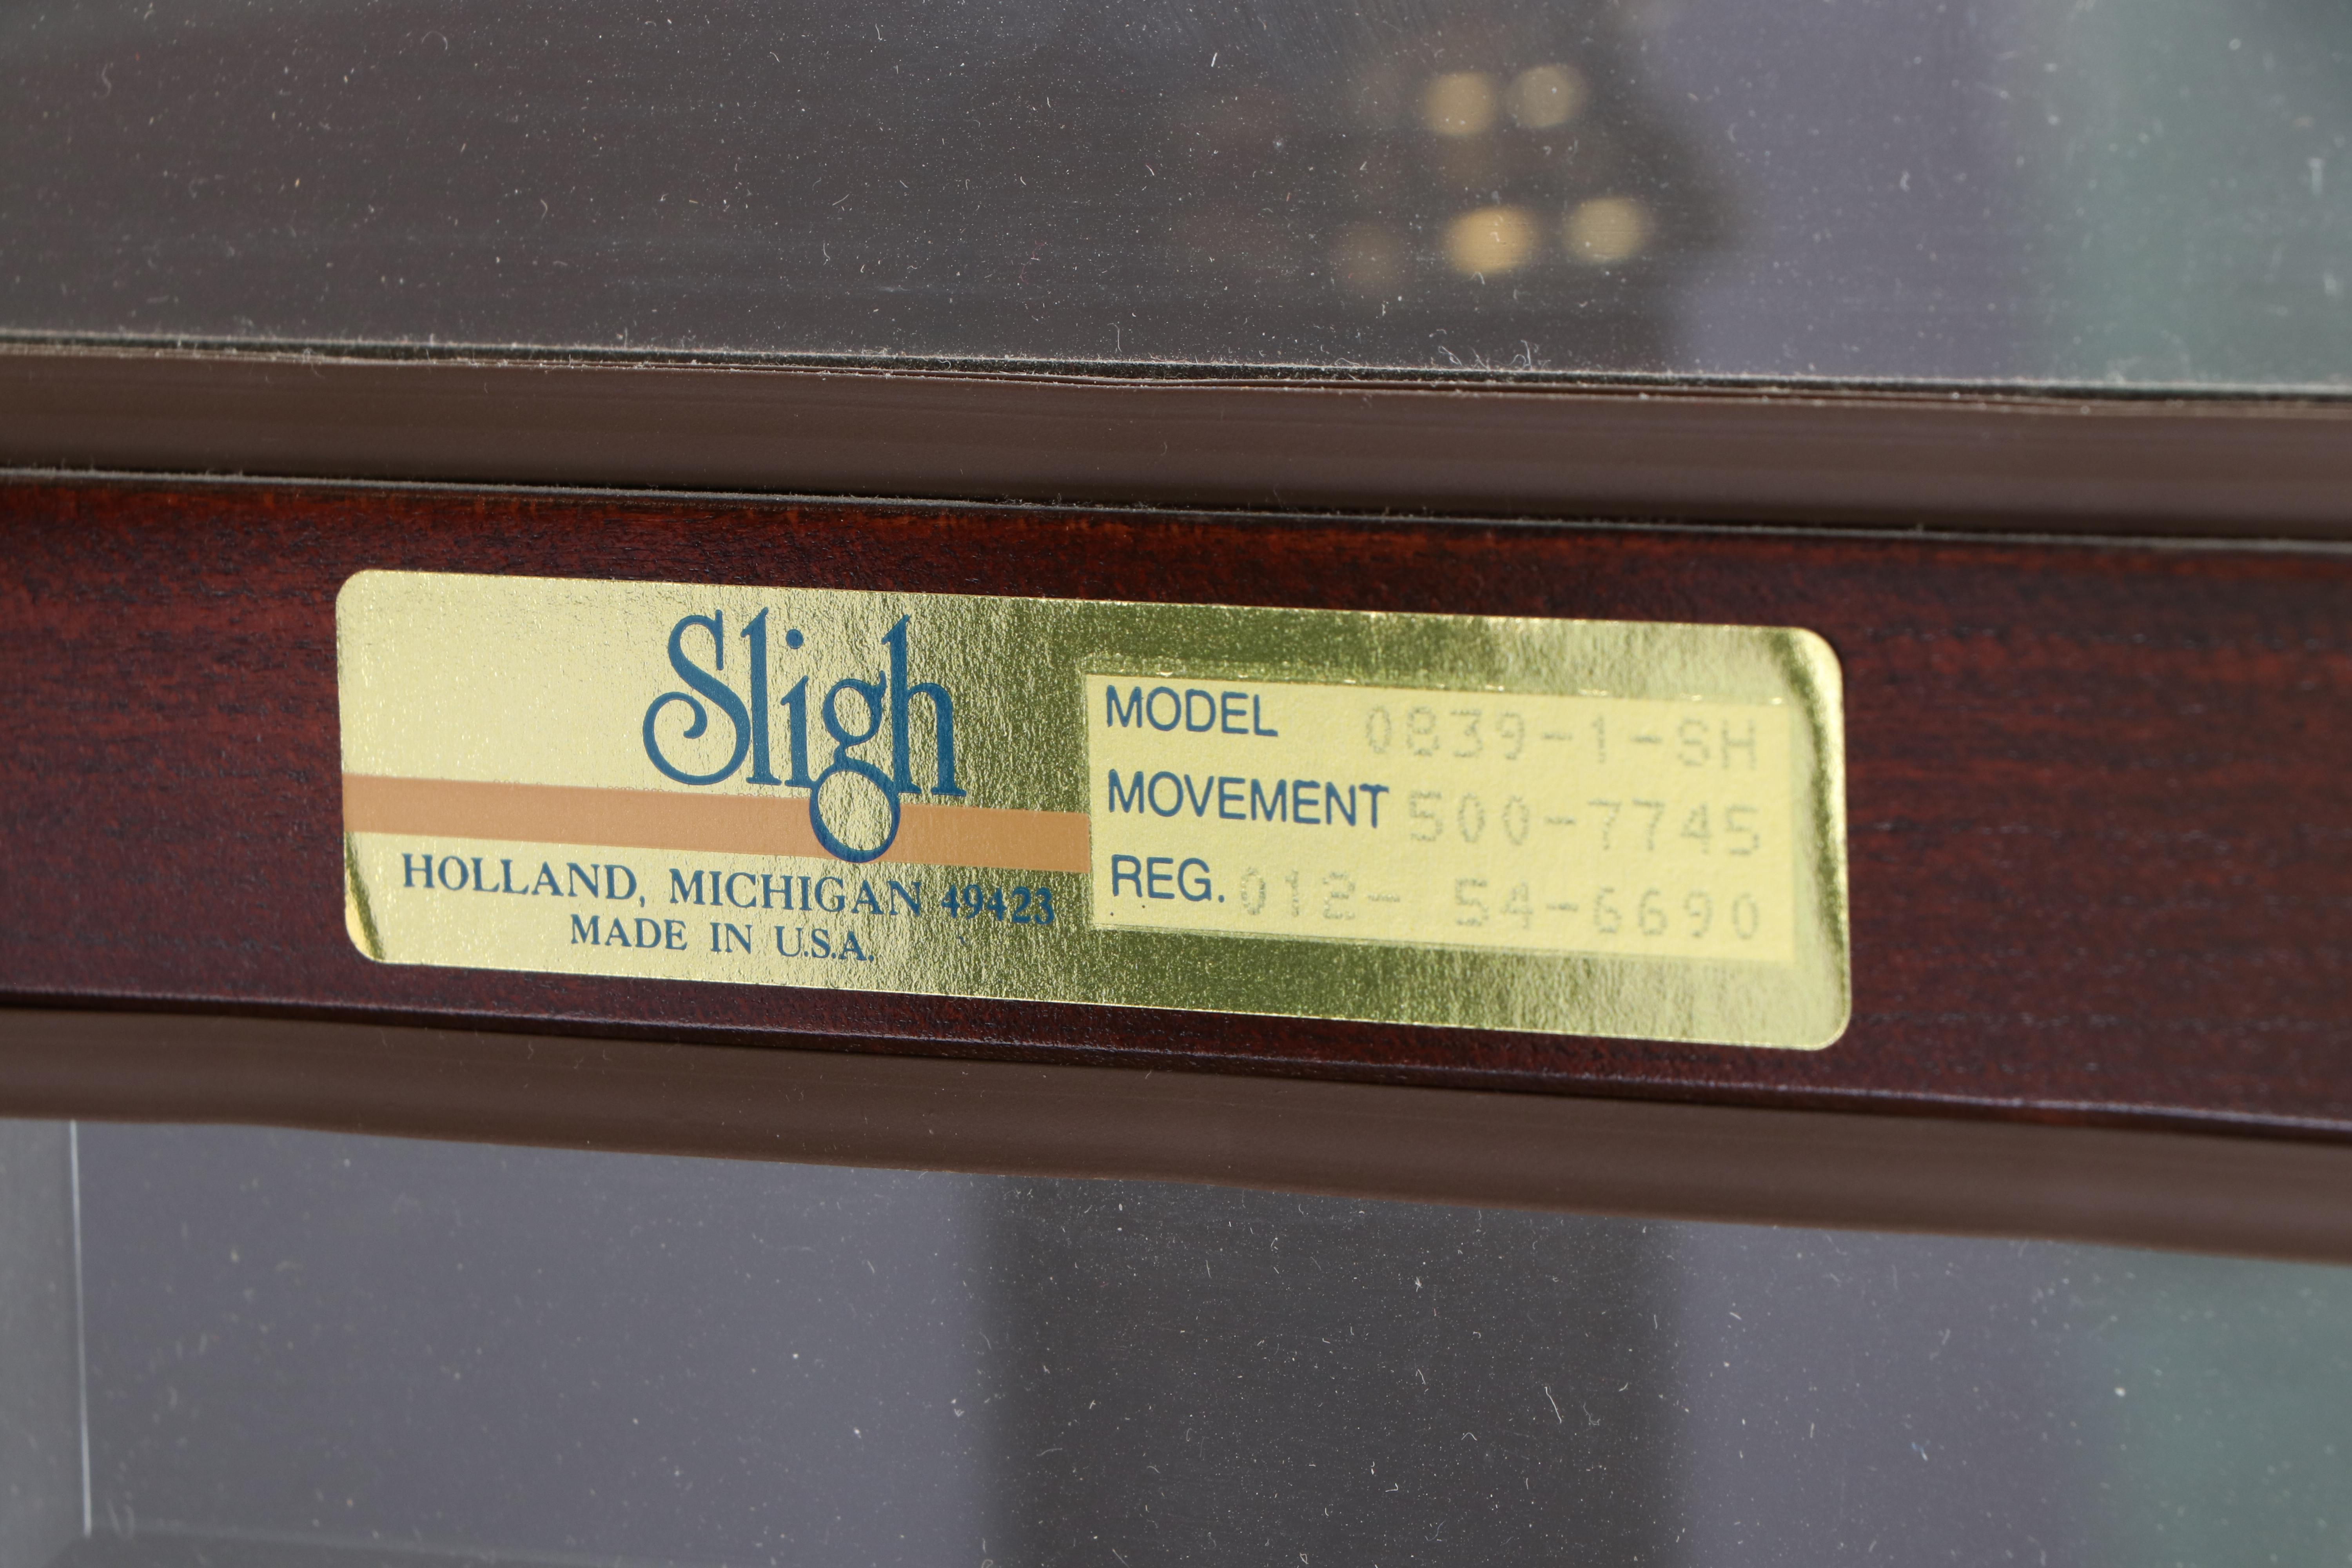 Sligh
HOLLAND, MICHIGAN 49423
MADE IN U.S.A.
MODEL 0839-1-SH
MOVEMENT 500-7745
REG. 012- 54-6690